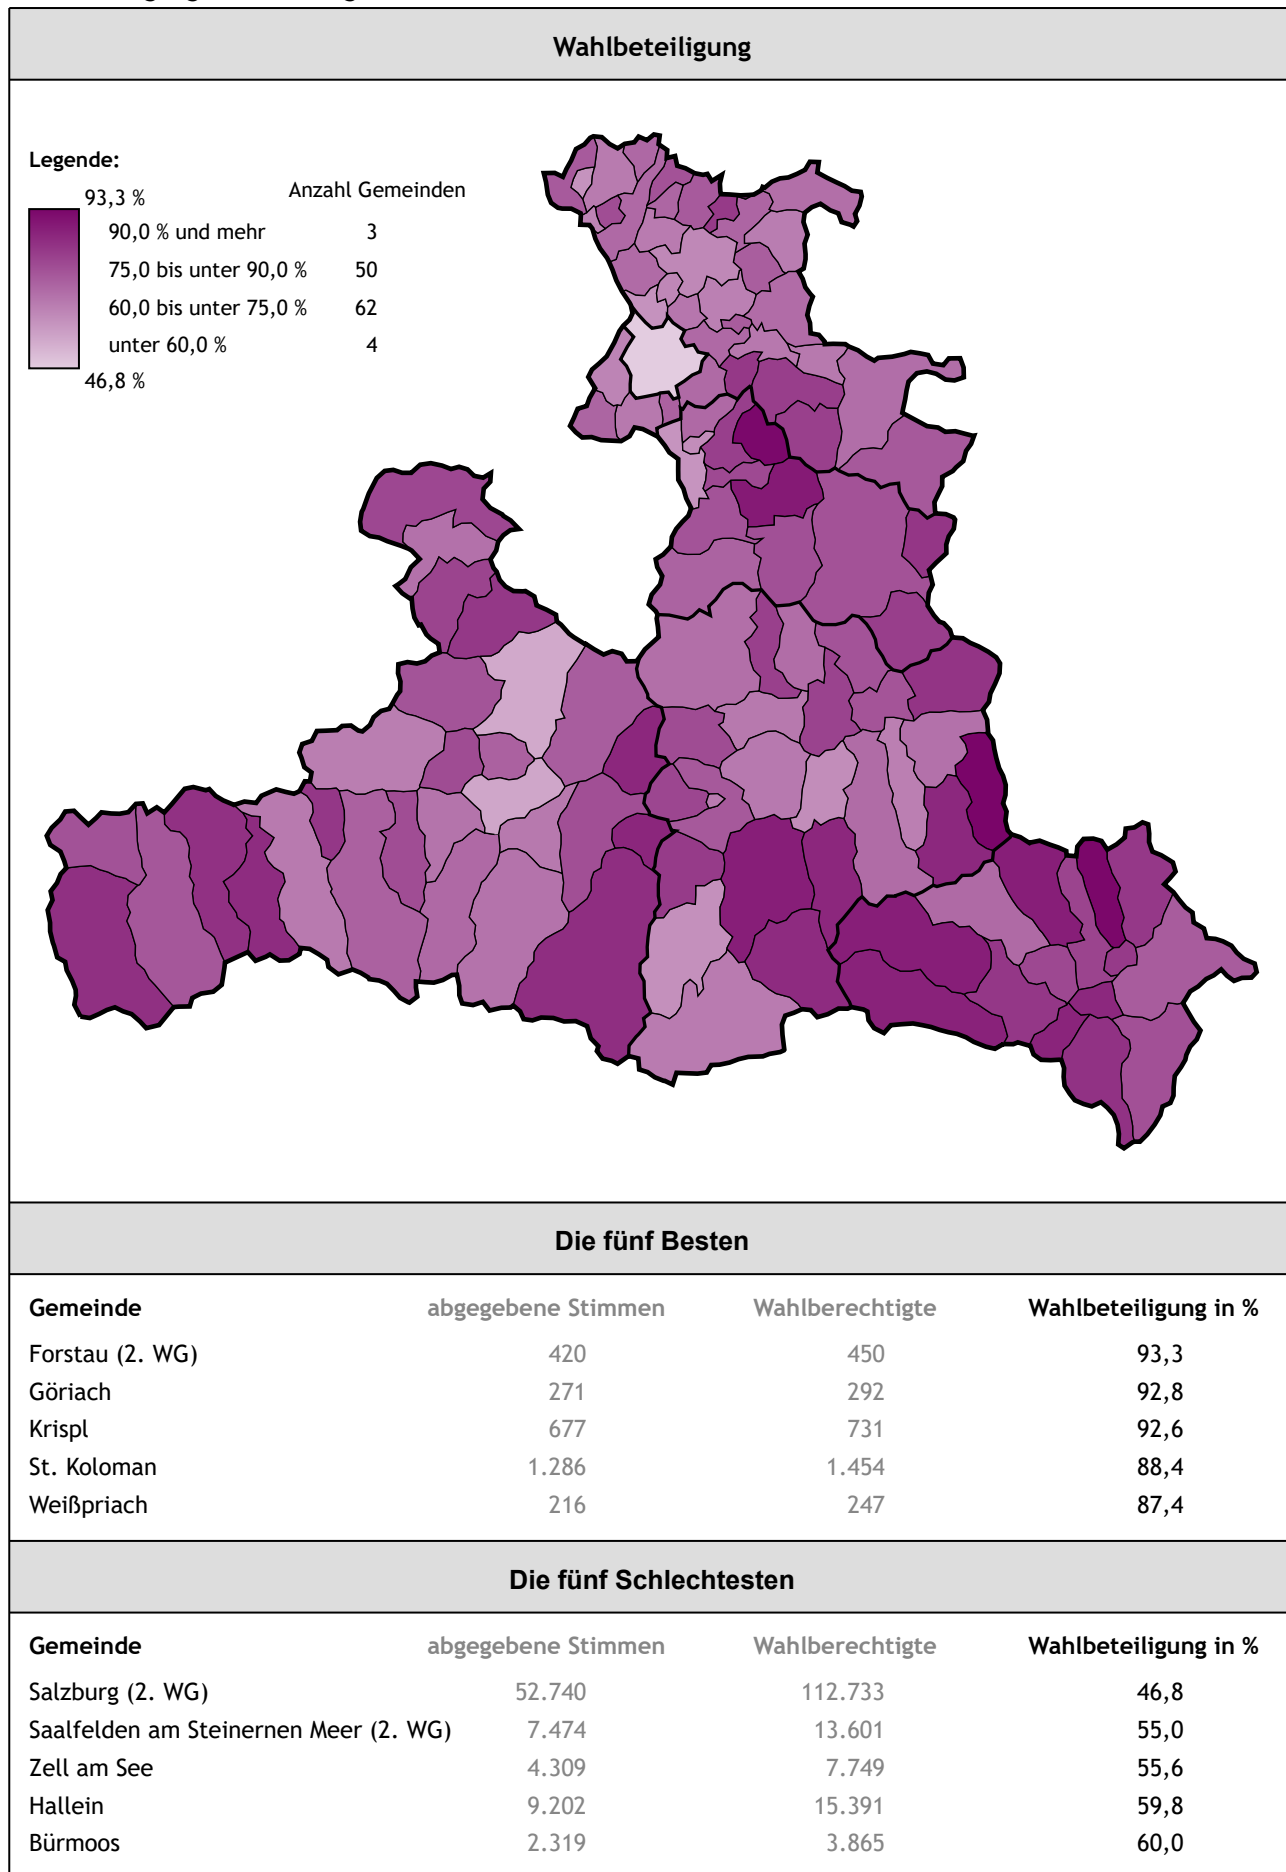 Wahlbeteiligung
Legende:
93,3 % Anzahl Gemeinden
90,0 % und mehr 3
75,0 bis unter 90,0 % 50
60,0 bis unter 75,0 % 62
unter 60,0 % 4
46,8 %
Die fünf Besten
Gemeinde abgegebene Stimmen Wahlberechtigte Wahlbeteiligung in %
Forstau (2. WG) 420 450 93,3
Göriach 271 292 92,8
Krispl 677 731 92,6
St. Koloman 1.286 1.454 88,4
Weißpriach 216 247 87,4
Die fünf Schlechtesten
Gemeinde abgegebene Stimmen Wahlberechtigte Wahlbeteiligung in %
Salzburg (2. WG) 52.740 112.733 46,8
Saalfelden am Steinernen Meer (2. WG) 7.474 13.601 55,0
Zell am See 4.309 7.749 55,6
Hallein 9.202 15.391 59,8
Bürmoos 2.319 3.865 60,0